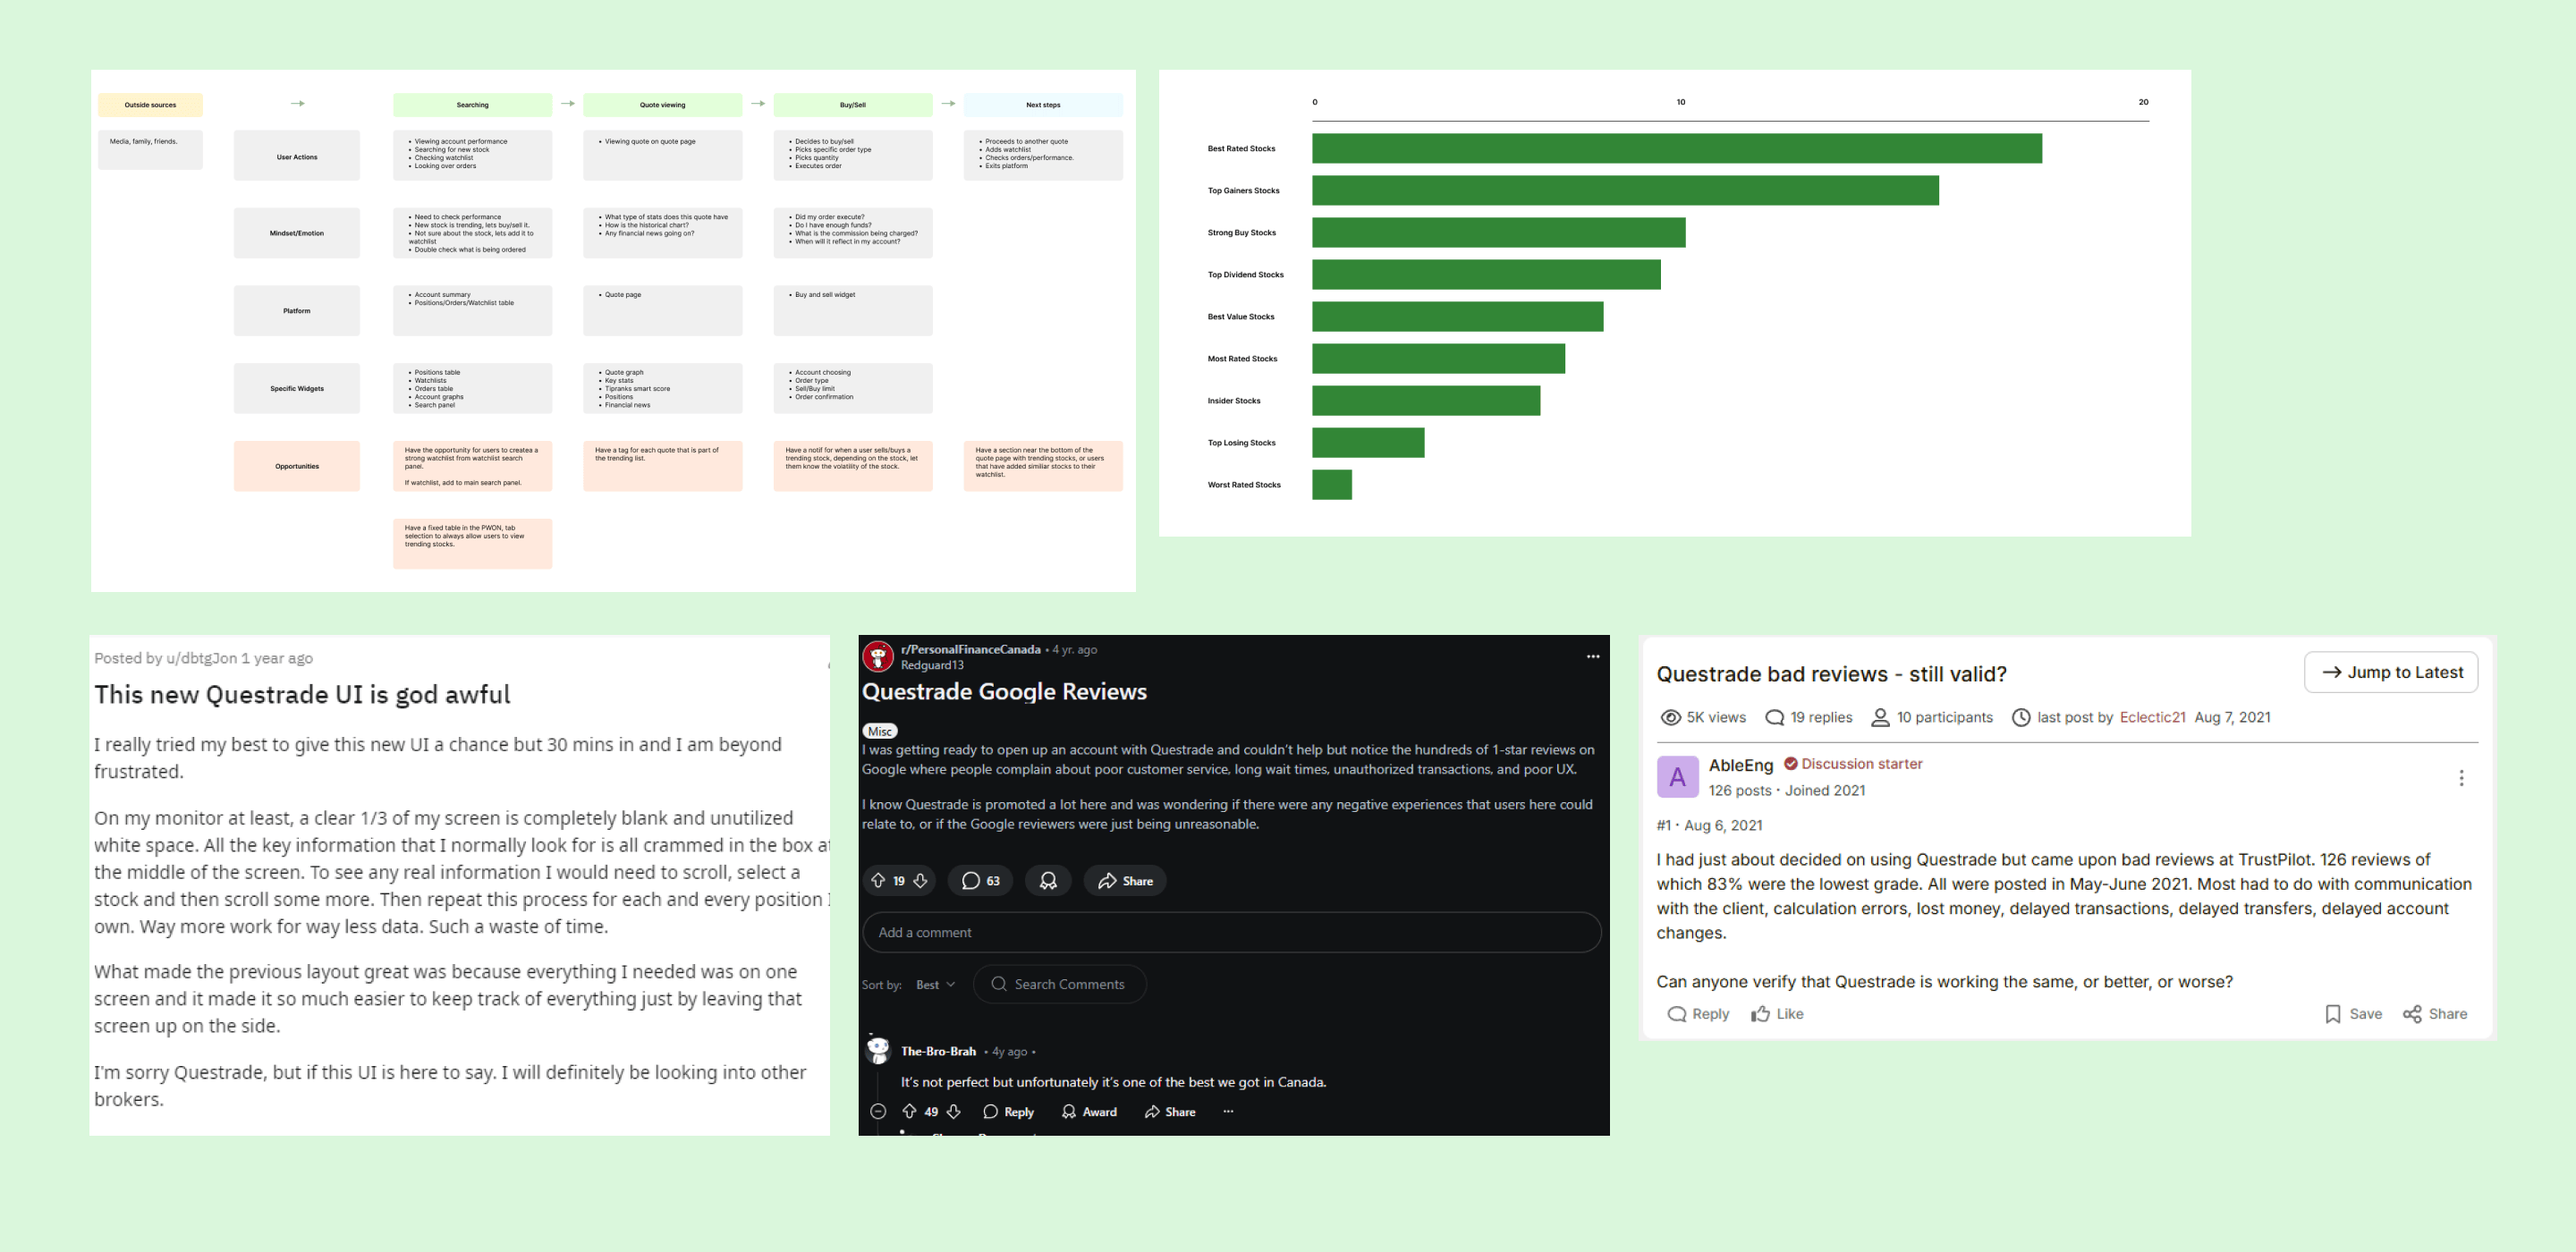 Outside sources
Searching
Quote viewing
Buy/Sell
Next steps
Media, family, friends.
User Actions
• Viewing account performance
• Searching for new stock
• Checking watchlist
• Looking over orders
• Viewing quote on quote page
• Decides to buy/sell
• Picks specific order type
• Picks quantity
• Executes order
• Proceeds to another quote
• Adds watchlist
• Checks orders/performance.
• Exits platform
Mindset/Emotion
• Need to check performance
• New stock is trending, lets buy/sell it.
• Not sure about the stock, lets add it to
watchlist
• Double check what is being ordered
• What type of stats does this quote have
• How is the historical chart?
• Any financial news going on?
• Did my order execute?
• Do I have enough funds?
• What is the commission being charged?
• When will it reflect in my account?
Platform
• Account summary
• Positions/Orders/Watchlist table
• Quote page
• Buy and sell widget
Specific Widgets
• Positions table
• Watchlists
• Orders table
• Account graphs
• Search panel
• Quote graph
• Key stats
• Tipranks smart score
• Positions
• Financial news
• Account choosing
• Order type
• Sell/Buy limit
• Order confirmation
Opportunities
Have the opportunity for users to createa a
strong watchlist from watchlist search
panel.
If watchlist, add to main search panel.
Have a tag for each quote that is part of
the trending list.
Have a notif for when a user sells/buys a
trending stock, depending on the stock, let
them know the volatility of the stock.
Have a section near the bottom of the
quote page with trending stocks, or users
that have added similiar stocks to their
watchlist.
Have a fixed table in the PWON, tab
selection to always allow users to view
trending stocks.
0 10 20
Best Rated Stocks
Top Gainers Stocks
Strong Buy Stocks
Top Dividend Stocks
Best Value Stocks
Most Rated Stocks
Insider Stocks
Top Losing Stocks
Worst Rated Stocks
Posted by u/dbtgJon 1 year ago
This new Questrade UI is god awful
I really tried my best to give this new UI a chance but 30 mins in and I am beyond
frustrated.
On my monitor at least, a clear 1/3 of my screen is completely blank and unutilized
white space. All the key information that I normally look for is all crammed in the box at
the middle of the screen. To see any real information I would need to scroll, select a
stock and then scroll some more. Then repeat this process for each and every position I
own. Way more work for way less data. Such a waste of time.
What made the previous layout great was because everything I needed was on one
screen and it made it so much easier to keep track of everything just by leaving that
screen up on the side.
I'm sorry Questrade, but if this UI is here to say. I will definitely be looking into other
brokers.
r/PersonalFinanceCanada • 4 yr. ago
Redguard13
Questrade Google Reviews
Misc
I was getting ready to open up an account with Questrade and couldn't help but notice the hundreds of 1-star reviews on
Google where people complain about poor customer service, long wait times, unauthorized transactions, and poor UX.
I know Questrade is promoted a lot here and was wondering if there were any negative experiences that users here could
relate to, or if the Google reviewers were just being unreasonable.
19 63 Share
Add a comment
Sort by: Best Search Comments
The-Bro-Brah • 4y ago •
It's not perfect but unfortunately it's one of the best we got in Canada.
49 Reply Award Share
Questrade bad reviews - still valid?
Jump to Latest
5K views 19 replies 10 participants last post by Eclectic21 Aug 7, 2021
A
AbleEng Discussion starter
126 posts · Joined 2021
#1 · Aug 6, 2021
I had just about decided on using Questrade but came upon bad reviews at TrustPilot. 126 reviews of
which 83% were the lowest grade. All were posted in May-June 2021. Most had to do with communication
with the client, calculation errors, lost money, delayed transactions, delayed transfers, delayed account
changes.
Can anyone verify that Questrade is working the same, or better, or worse?
Reply Like Save Share